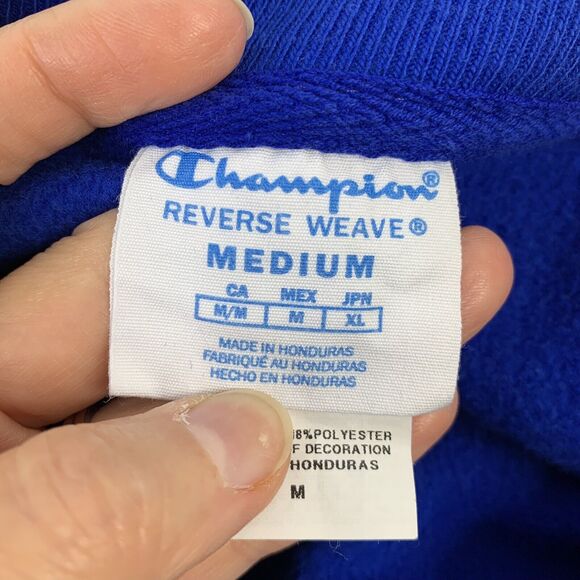 Champion®
REVERSE WEAVE®
MEDIUM
CA MEX JPN
M/M M XL
MADE IN HONDURAS
FABRIQUÉ AU HONDURAS
HECHO EN HONDURAS
18%POLYESTER
F DECORATION
HONDURAS
M